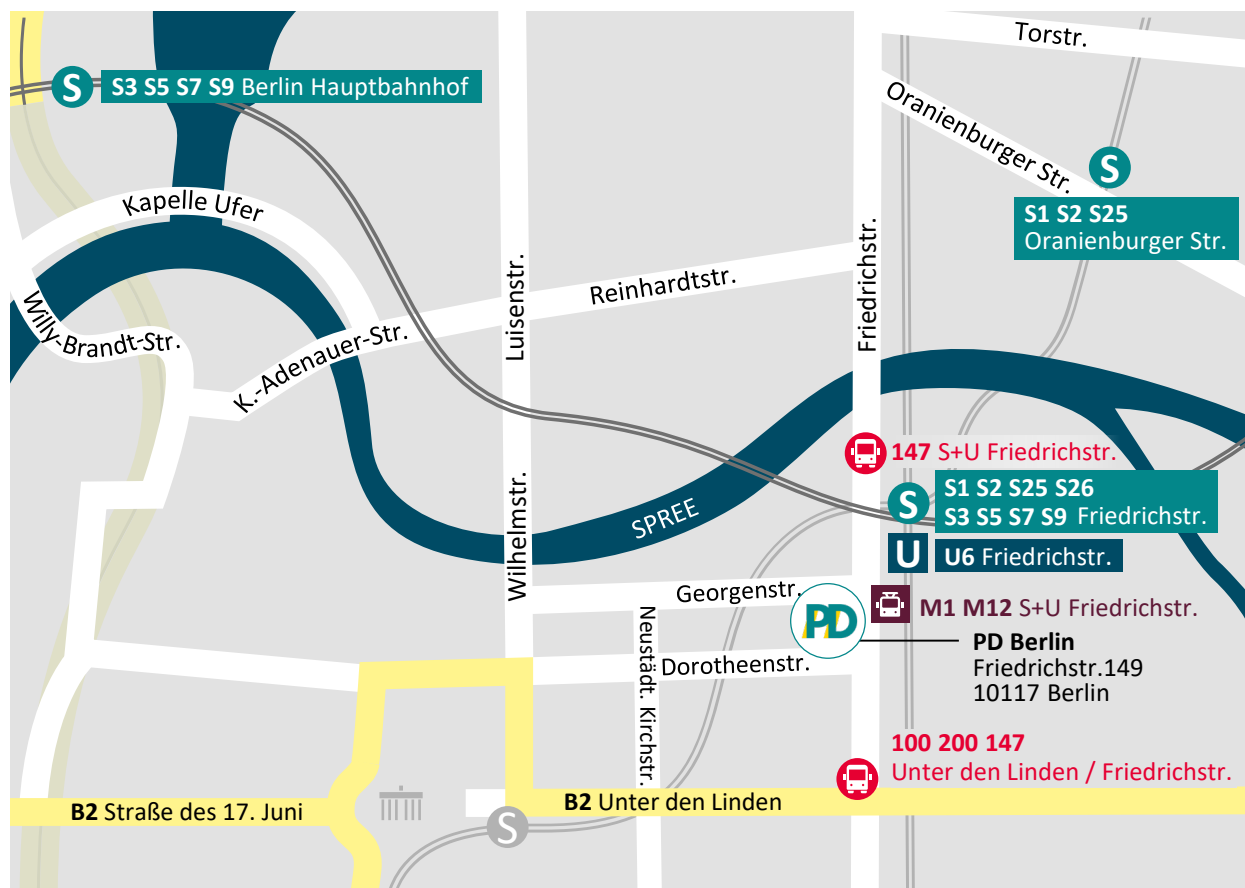 Torstr.
S
S3 S5 S7 S9 Berlin Hauptbahnhof
Oranienburger Str.
S
S1 S2 S25
Oranienburger Str.
Kapelle Ufer
Luisenstr.
Reinhardtstr.
Friedrichstr.
Willy-Brandt-Str.
K.-Adenauer-Str.
147 S+U Friedrichstr.
S
S1 S2 S25 S26
S3 S5 S7 S9 Friedrichstr.
SPREE
Wilhelmstr.
U
U6 Friedrichstr.
Georgenstr.
M1 M12 S+U Friedrichstr.
PD
PD Berlin
Friedrichstr.149
10117 Berlin
Neustädt. Kirchstr.
Dorotheenstr.
100 200 147
Unter den Linden / Friedrichstr.
B2 Straße des 17. Juni
B2 Unter den Linden
S